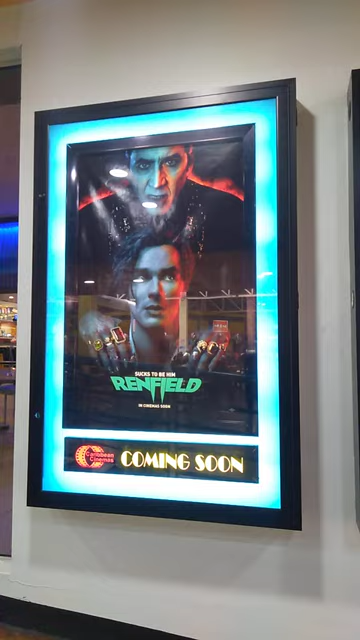 SUCKS TO BE HIM
RENFIELD
IN CINEMAS SOON
Caribbean
Cinemas
COMING SOON